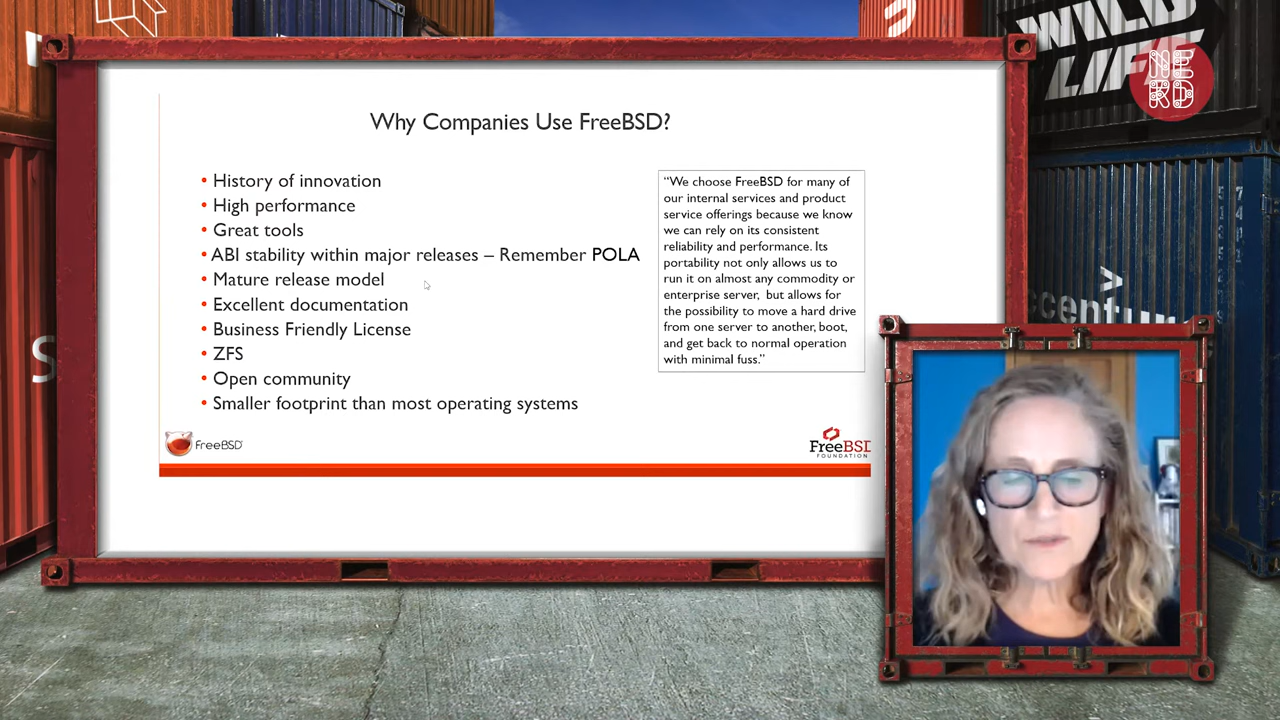 WILD
LIFE
NE
RD
Why Companies Use FreeBSD?
• History of innovation
• High performance
• Great tools
• ABI stability within major releases – Remember POLA
• Mature release model
• Excellent documentation
• Business Friendly License
• ZFS
• Open community
• Smaller footprint than most operating systems
“We choose FreeBSD for many of
our internal services and product
service offerings because we know
we can rely on its consistent
reliability and performance. Its
portability not only allows us to
run it on almost any commodity or
enterprise server, but allows for
the possibility to move a hard drive
from one server to another, boot,
and get back to normal operation
with minimal fuss.”
>
ccenture
FreeBSD
FreeBSD
FOUNDATION